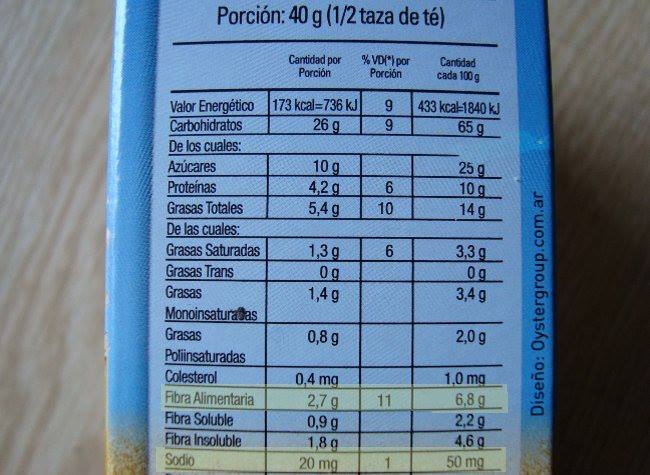 Porción: 40 g (1/2 taza de té)
Cantidad por Porción % VD(*) por Porción Cantidad cada 100 g
Valor Energético 173 kcal=736 kJ 9 433 kcal=1840 kJ
Carbohidratos 26 g 9 65 g
De los cuales:
Azúcares 10 g 25 g
Proteínas 4,2 g 6 10 g
Grasas Totales 5,4 g 10 14 g
De las cuales:
Grasas Saturadas 1,3 g 6 3,3 g
Grasas Trans 0 g 0 g
Grasas 1,4 g 3,4 g
Monoinsaturadas
Grasas 0,8 g 2,0 g
Poliinsaturadas
Colesterol 0,4 mg 1,0 mg
Fibra Alimentaria 2,7 g 11 6,8 g
Fibra Soluble 0,9 g 2,2 g
Fibra Insoluble 1,8 g 4,6 g
Sodio 20 mg 1 50 mg
Diseño: Oystergroup.com.ar